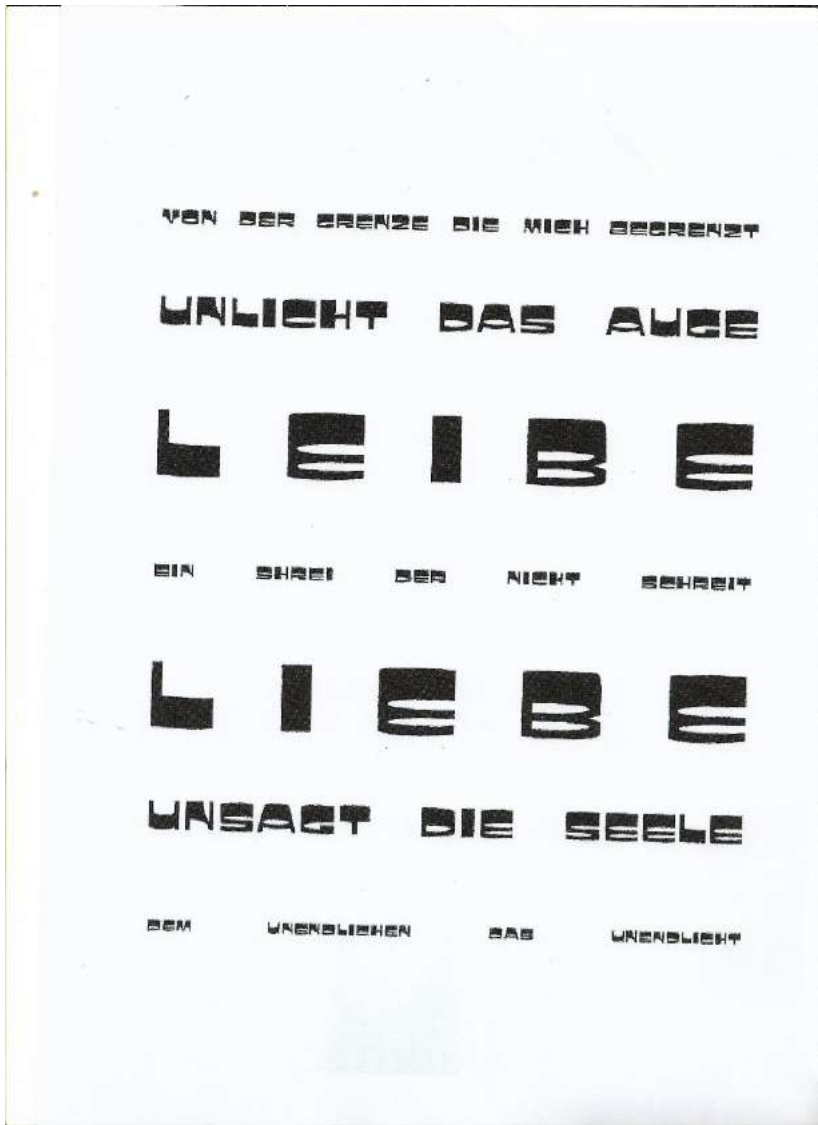 VON DER GRENZE DIE MICH BEGRENZT
UNLICHT DAS AUGE
LEIBE
EIN SHREI DER NICHT SCHREIT
LIEBE
UNSAGT DIE SEELE
DEM UNENDLICHEN DAS UNENDLICHT